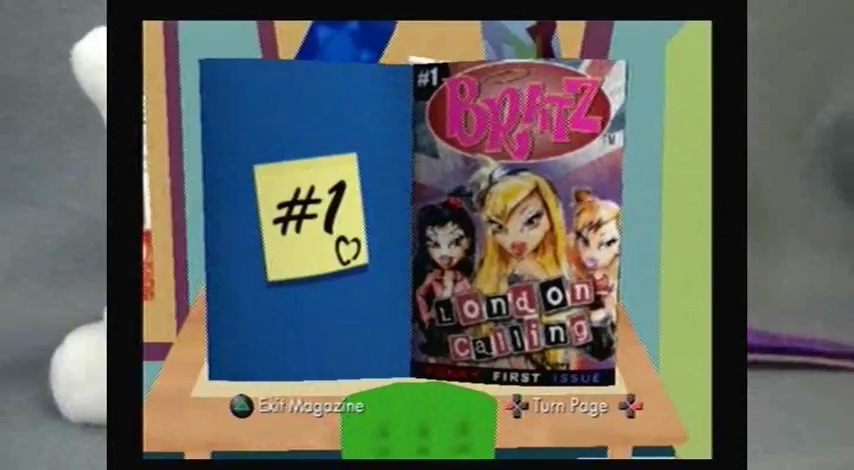 #1
#1
BRATZ
TM
London
Calling
FIRST ISSUE
Exit Magazine
Turn Page